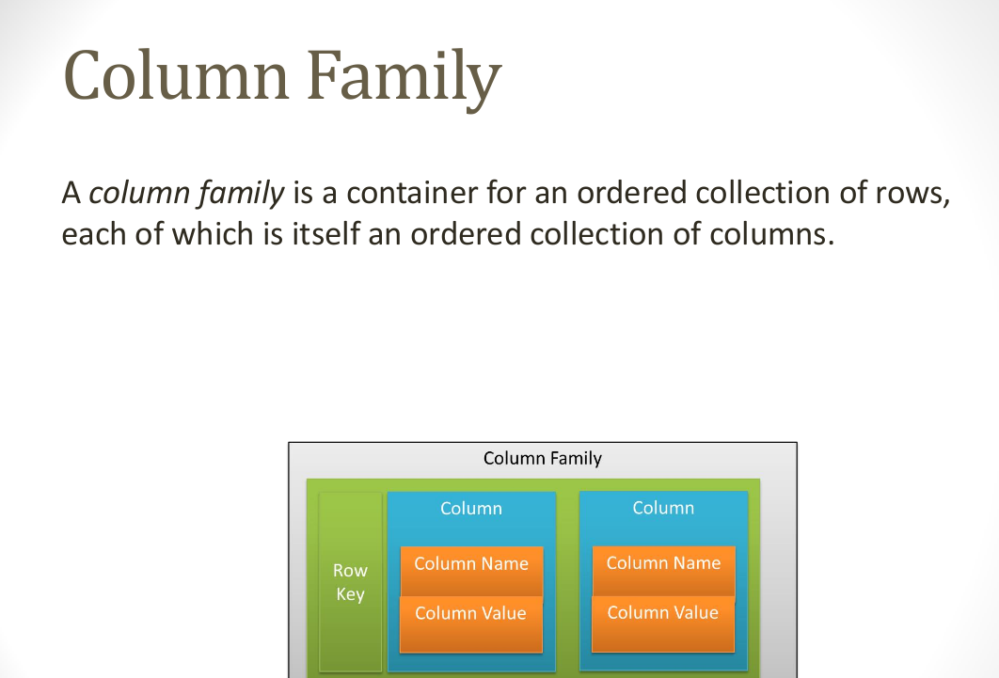 Column Family
A column family is a container for an ordered collection of rows,
each of which is itself an ordered collection of columns.
Column Family
Row
Key
Column
Column Name
Column Value
Column
Column Name
Column Value